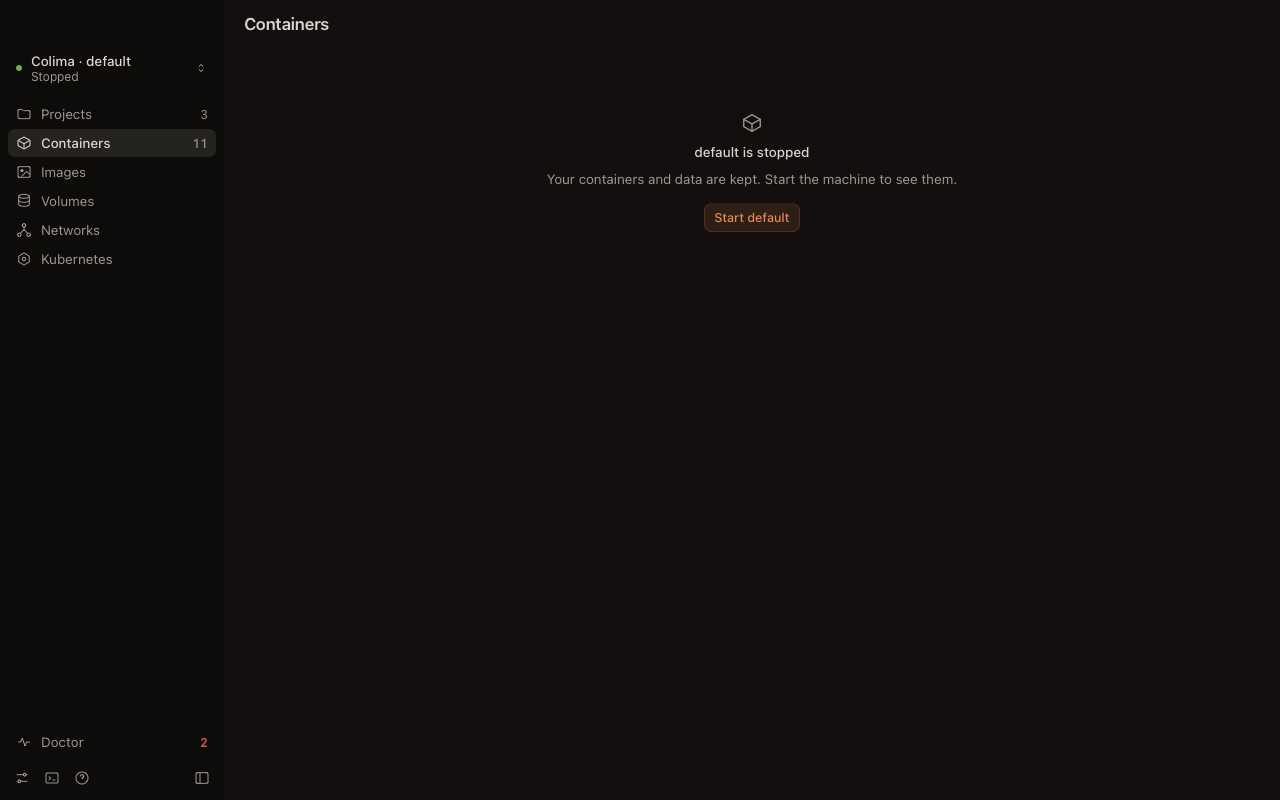 Containers
Colima · default
Stopped
Projects 3
Containers 11
Images
Volumes
Networks
Kubernetes
default is stopped
Your containers and data are kept. Start the machine to see them.
Start default
Doctor 2